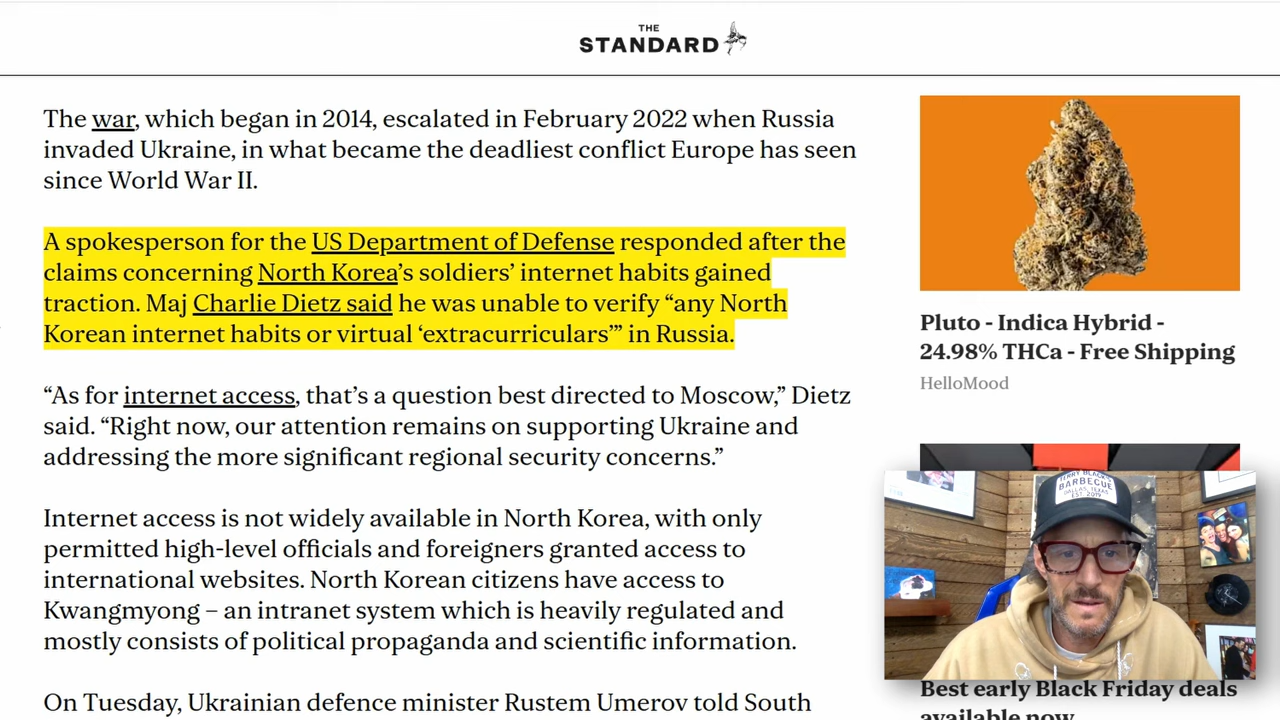 THE
STANDARD
The war, which began in 2014, escalated in February 2022 when Russia
invaded Ukraine, in what became the deadliest conflict Europe has seen
since World War II.
A spokesperson for the US Department of Defense responded after the
claims concerning North Korea’s soldiers’ internet habits gained
traction. Maj Charlie Dietz said he was unable to verify “any North
Korean internet habits or virtual ‘extracurriculars’” in Russia.
“As for internet access, that’s a question best directed to Moscow,” Dietz
said. “Right now, our attention remains on supporting Ukraine and
addressing the more significant regional security concerns.”
Internet access is not widely available in North Korea, with only
permitted high-level officials and foreigners granted access to
international websites. North Korean citizens have access to
Kwangmyong – an intranet system which is heavily regulated and
mostly consists of political propaganda and scientific information.
On Tuesday, Ukrainian defence minister Rustem Umerov told South
Pluto - Indica Hybrid -
24.98% THCa - Free Shipping
HelloMood
TERRY BLACK'S
BARBECUE
DALLAS, TEXAS
EST. 2019
Best early Black Friday deals
available now